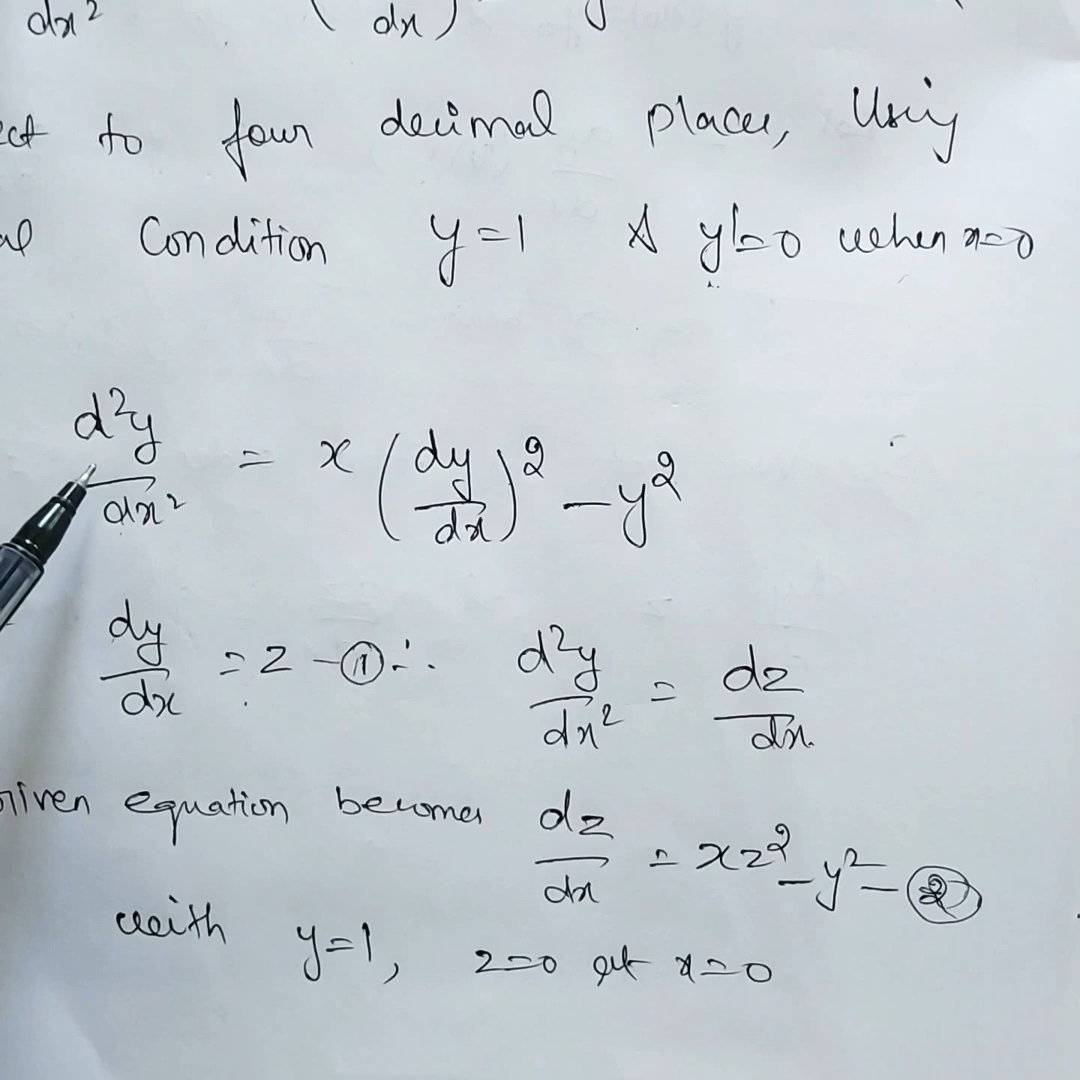 dx² ( dx ) y
ect to four decimal places, Using
al Condition y=1 & y'=0 when x=0
d²y/dx² = x (dy/dx)² - y²
dy/dx = z -① ∴ d²y/dx² = dz/dx.
Given equation becomes dz/dx = xz² - y² - ②
with y=1, z=0 at x=0